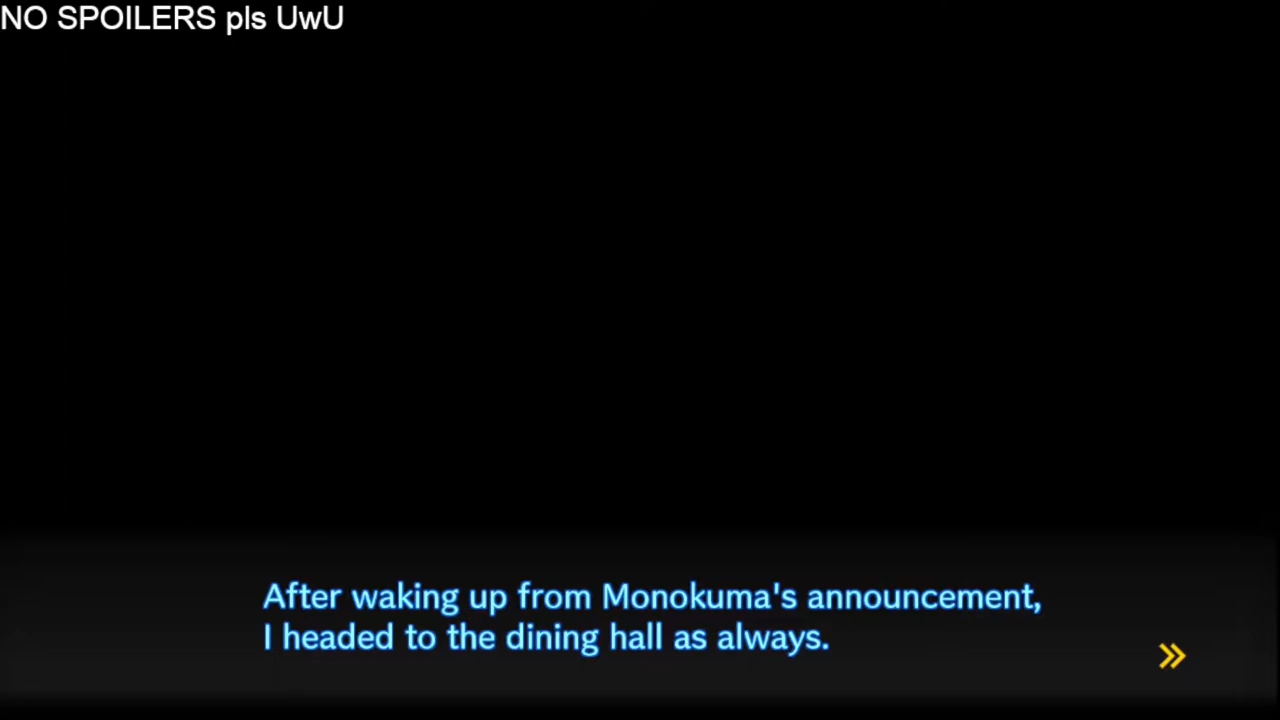 NO SPOILERS pls UwU
After waking up from Monokuma's announcement,
I headed to the dining hall as always.